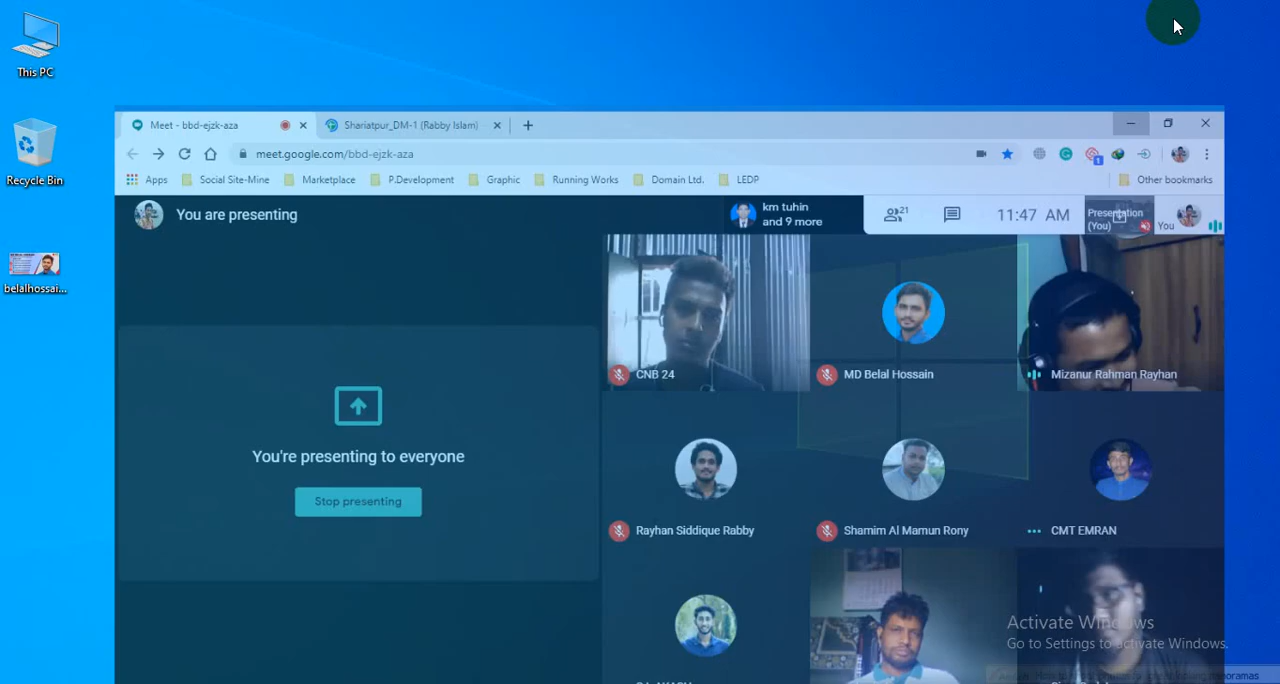 This PC
Recycle Bin
belalhossai...
Meet - bbd-ejzk-aza
Shariatpur_DM-1 (Rabby Islam)
meet.google.com/bbd-ejzk-aza
1
Apps
Social Site-Mine
Marketplace
P.Development
Graphic
Running Works
Domain Ltd.
LEDP
Other bookmarks
You are presenting
km tuhin
and 9 more
21
11:47 AM
Presentation
(You)
You
You're presenting to everyone
Stop presenting
CNB 24
MD Belal Hossain
Mizanur Rahman Rayhan
Rayhan Siddique Rabby
Shamim Al Mamun Rony
CMT EMRAN
Activate Windows
Go to Settings to activate Windows.